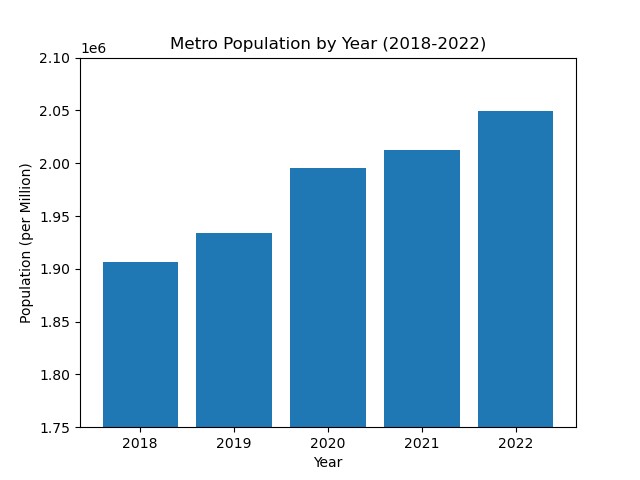 Metro Population by Year (2018-2022)
1e6
2.10
2.05
2.00
1.95
1.90
1.85
1.80
1.75
Population (per Million)
2018 2019 2020 2021 2022
Year